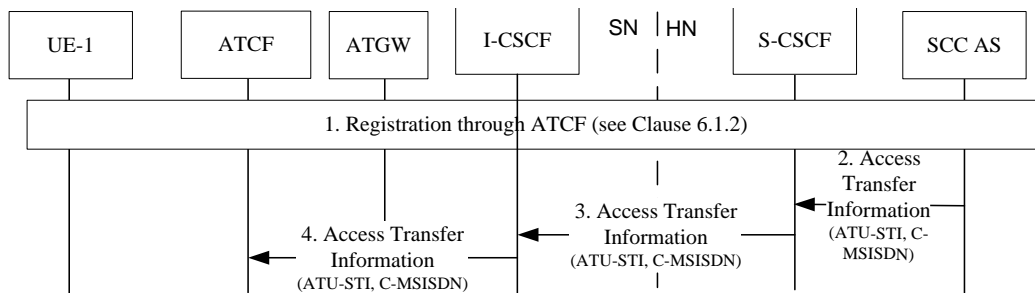 UE-1
ATCF
ATGW
I-CSCF
SN
HN
S-CSCF
SCC AS
1. Registration through ATCF (see Clause 6.1.2)
2. Access
Transfer
Information
(ATU-STI, C-
MSISDN)
3. Access Transfer
Information
(ATU-STI, C-MSISDN)
4. Access Transfer
Information
(ATU-STI, C-MSISDN)